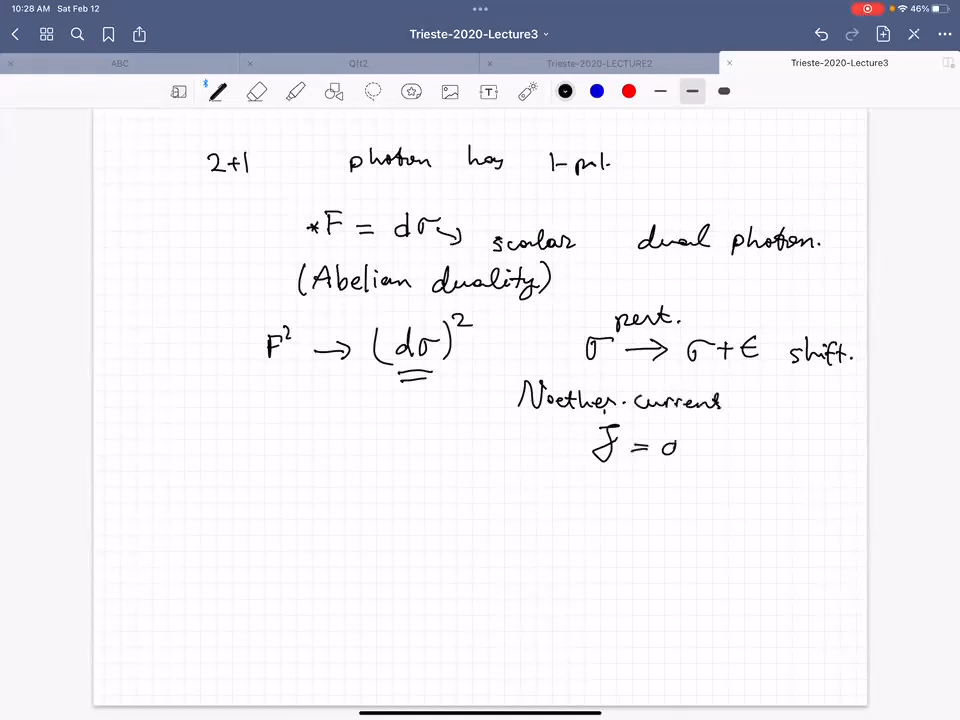 10:28 AM Sat Feb 12
46%
Trieste-2020-Lecture3
ABC
Qft2
Trieste-2020-LECTURE2
Trieste-2020-Lecture3
2+1 photon has 1-pol.
*F = dσ → scalar dual photon.
(Abelian duality)
pert.
F² → (dσ)² σ → σ+ε shift.
Noether current
J = σ